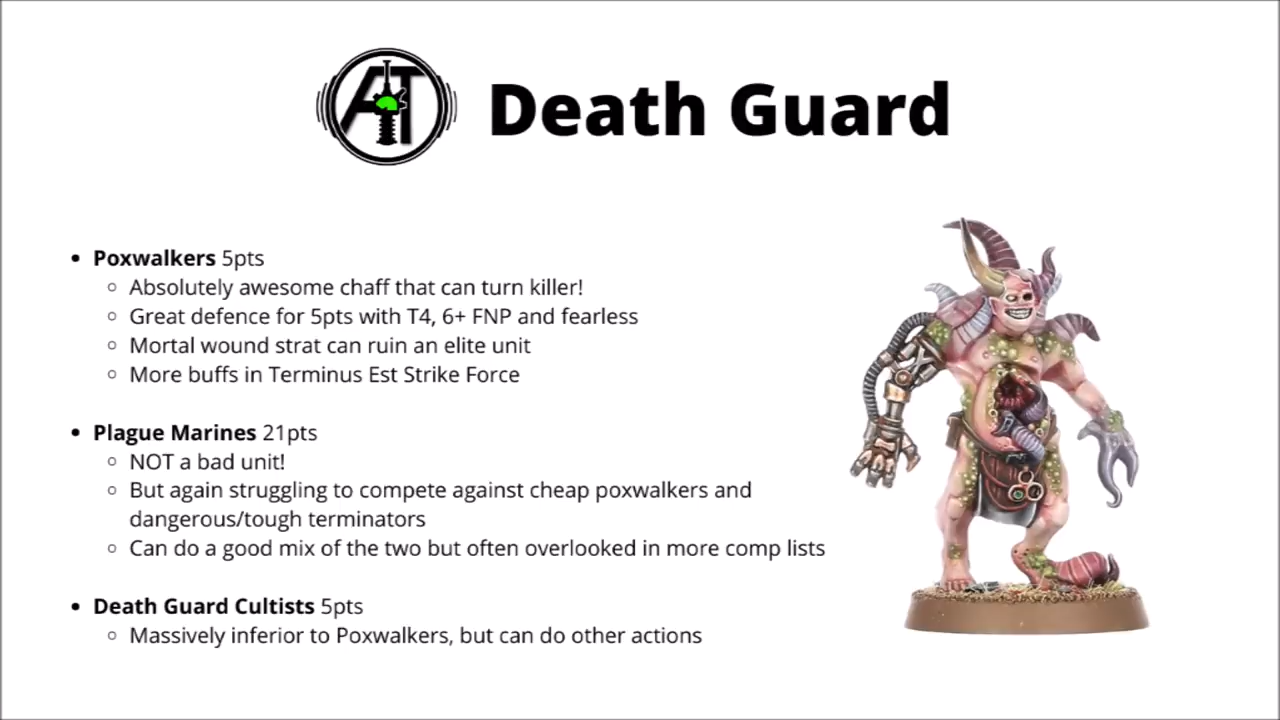 AT
Death Guard
• Poxwalkers 5pts
○ Absolutely awesome chaff that can turn killer!
○ Great defence for 5pts with T4, 6+ FNP and fearless
○ Mortal wound strat can ruin an elite unit
○ More buffs in Terminus Est Strike Force
• Plague Marines 21pts
○ NOT a bad unit!
○ But again struggling to compete against cheap poxwalkers and
dangerous/tough terminators
○ Can do a good mix of the two but often overlooked in more comp lists
• Death Guard Cultists 5pts
○ Massively inferior to Poxwalkers, but can do other actions